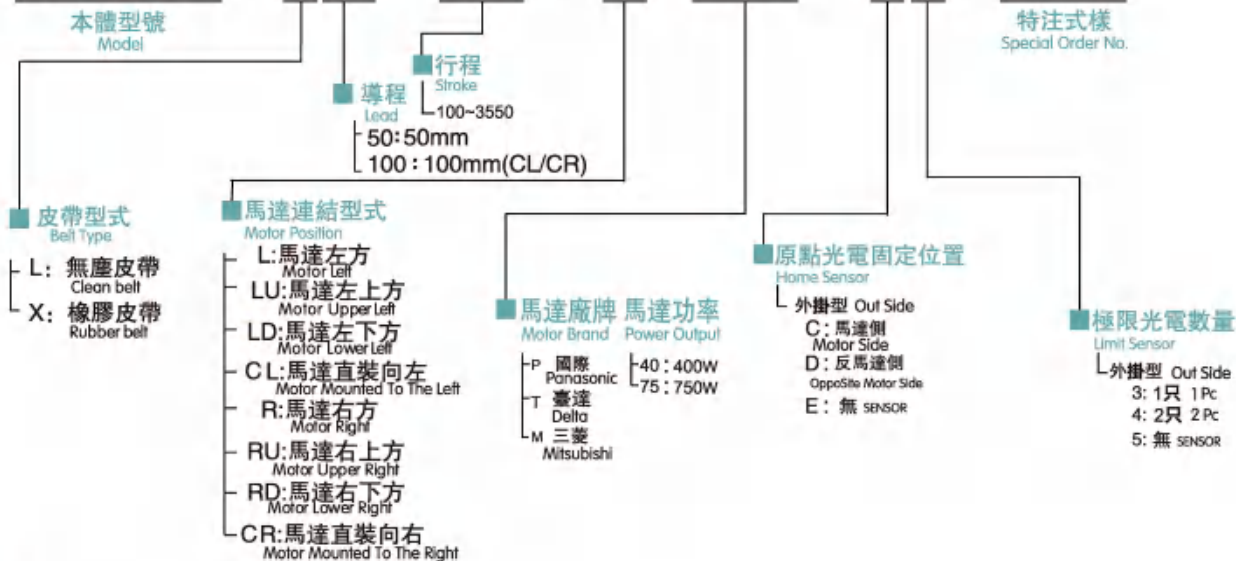 本體型號
Model
特注式樣
Special Order No.
行程
Stroke
100~3550
導程
Lead
50:50mm
100:100mm(CL/CR)
皮帶型式
Belt Type
L: 無塵皮帶
Clean belt
X: 橡膠皮帶
Rubber belt
馬達連結型式
Motor Position
L:馬達左方
Motor Left
LU:馬達左上方
Motor Upper Left
LD:馬達左下方
Motor Lower Left
CL:馬達直裝向左
Motor Mounted To The Left
R:馬達右方
Motor Right
RU:馬達右上方
Motor Upper Right
RD:馬達右下方
Motor Lower Right
CR:馬達直裝向右
Motor Mounted To The Right
馬達廠牌 馬達功率
Motor Brand Power Output
P 國際 40:400W
Panasonic
75:750W
T 臺達
Delta
M 三菱
Mitsubishi
原點光電固定位置
Home Sensor
外掛型 Out Side
C:馬達側
Motor Side
D:反馬達側
OppoSite Motor Side
E:無 SENSOR
極限光電數量
Limit Sensor
外掛型 Out Side
3: 1只 1 Pc
4: 2只 2 Pc
5: 無 SENSOR